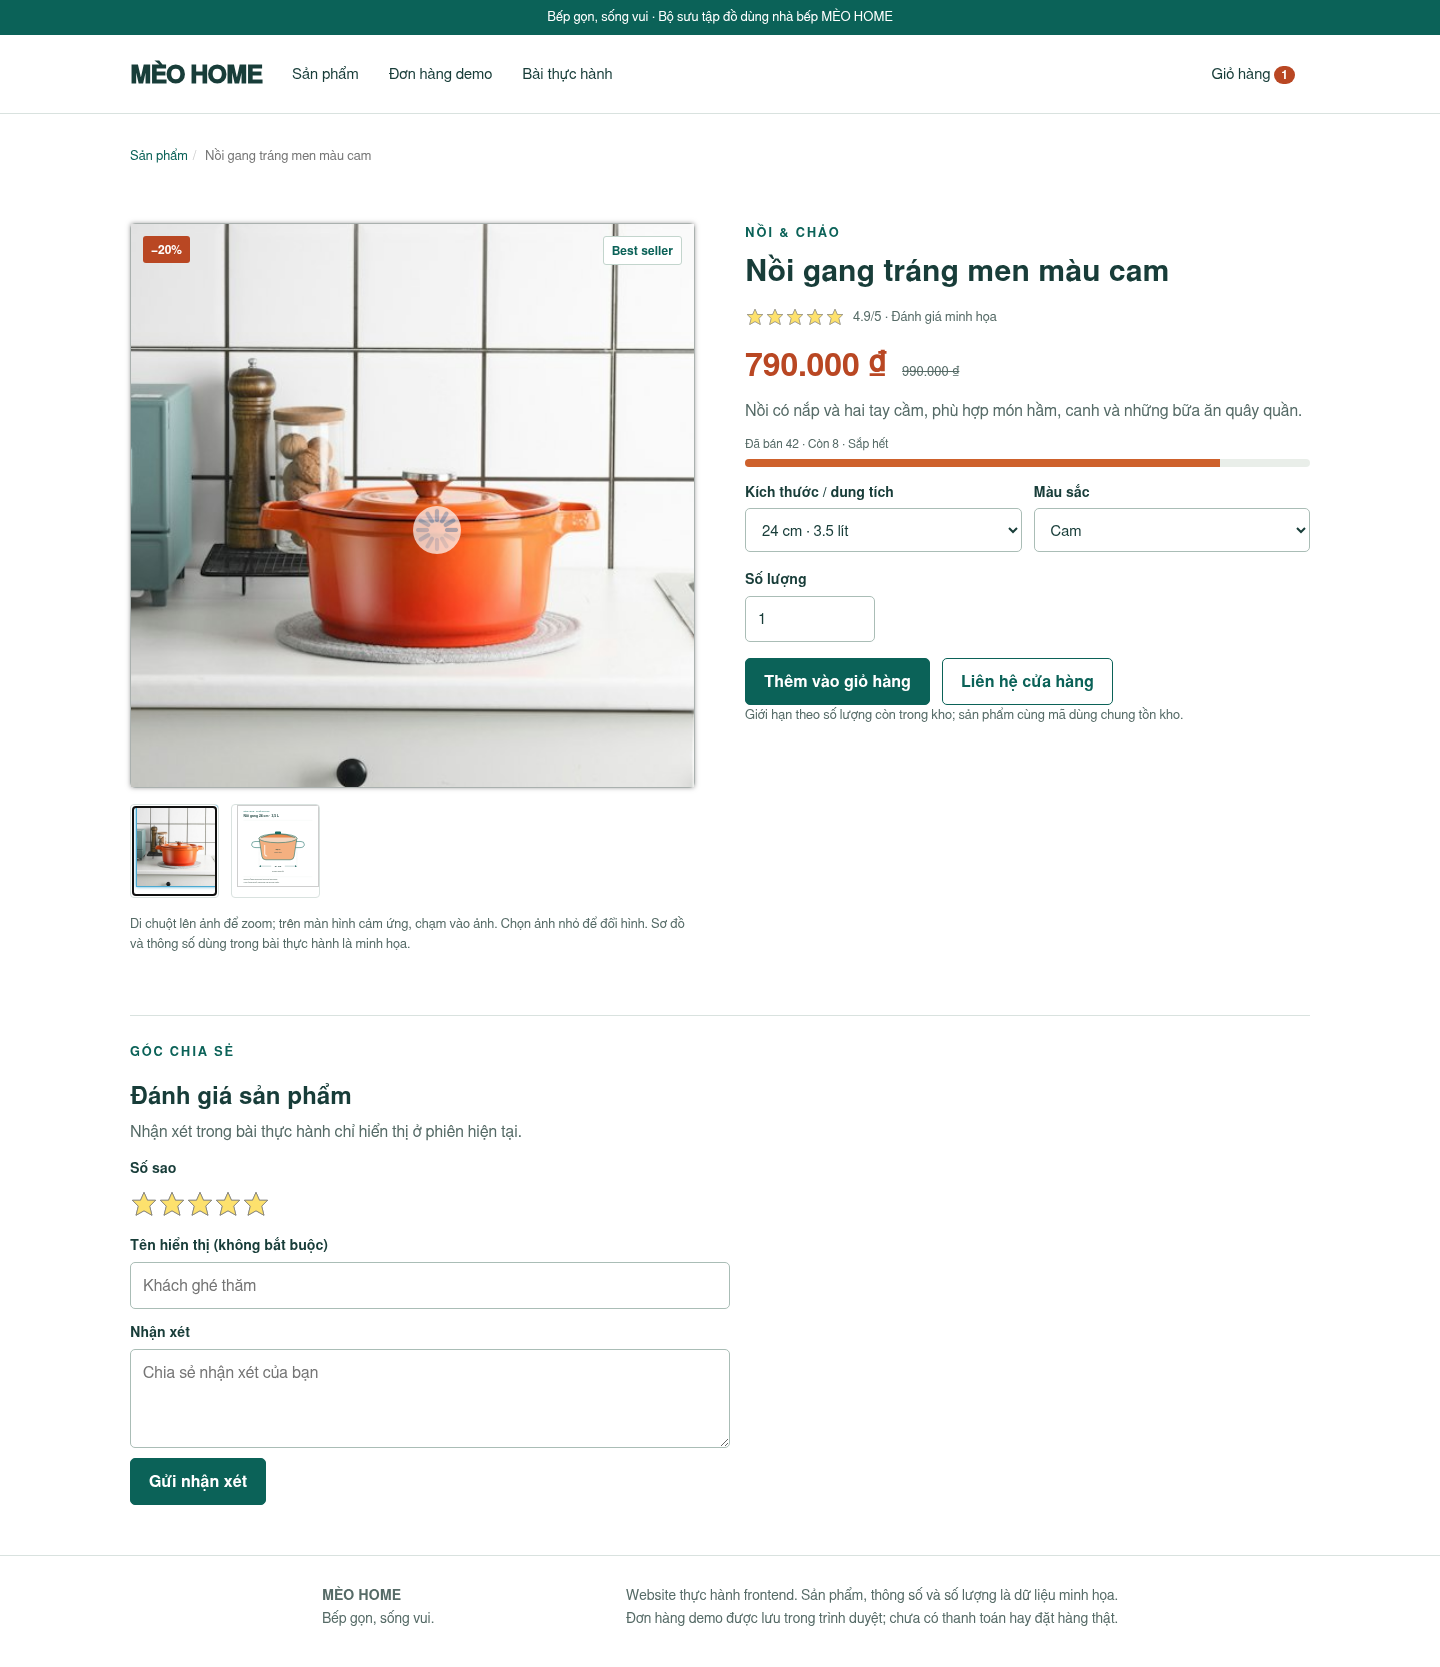 Bếp gọn, sống vui · Bộ sưu tập đồ dùng nhà bếp MÈO HOME
MÈO HOME
Sản phẩm
Đơn hàng demo
Bài thực hành
Giỏ hàng 1
Sản phẩm / Nồi gang tráng men màu cam
−20%
Best seller
NỒI & CHẢO
Nồi gang tráng men màu cam
4.9/5 · Đánh giá minh họa
790.000 ₫ 990.000 ₫
Nồi có nắp và hai tay cầm, phù hợp món hầm, canh và những bữa ăn quây quần.
Đã bán 42 · Còn 8 · Sắp hết
Kích thước / dung tích
Màu sắc
24 cm · 3.5 lít
Cam
Số lượng
1
Thêm vào giỏ hàng
Liên hệ cửa hàng
Giới hạn theo số lượng còn trong kho; sản phẩm cùng mã dùng chung tồn kho.
Di chuột lên ảnh để zoom; trên màn hình cảm ứng, chạm vào ảnh. Chọn ảnh nhỏ để đổi hình. Sơ đồ
và thông số dùng trong bài thực hành là minh họa.
GÓC CHIA SẺ
Đánh giá sản phẩm
Nhận xét trong bài thực hành chỉ hiển thị ở phiên hiện tại.
Số sao
Tên hiển thị (không bắt buộc)
Khách ghé thăm
Nhận xét
Chia sẻ nhận xét của bạn
Gửi nhận xét
MÈO HOME
Bếp gọn, sống vui.
Website thực hành frontend. Sản phẩm, thông số và số lượng là dữ liệu minh họa.
Đơn hàng demo được lưu trong trình duyệt; chưa có thanh toán hay đặt hàng thật.